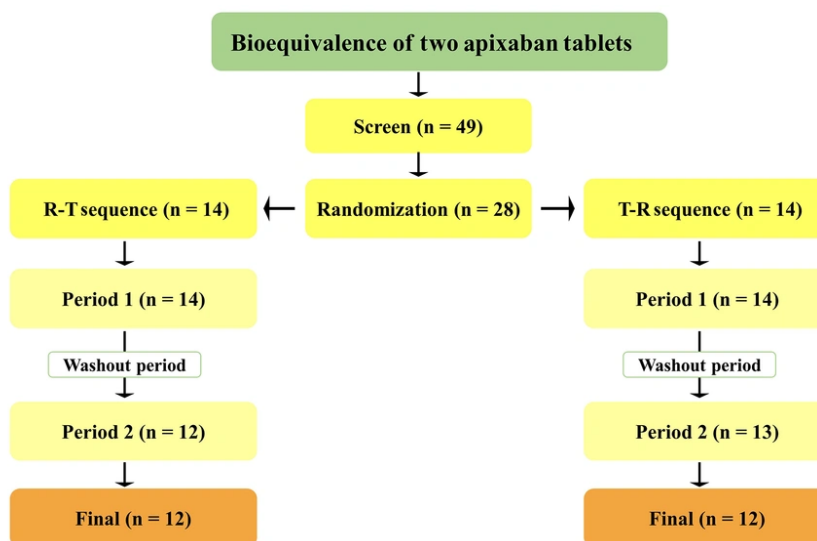 Bioequivalence of two apixaban tablets
Screen (n = 49)
R-T sequence (n = 14)
Randomization (n = 28)
T-R sequence (n = 14)
Period 1 (n = 14)
Period 1 (n = 14)
Washout period
Washout period
Period 2 (n = 12)
Period 2 (n = 13)
Final (n = 12)
Final (n = 12)